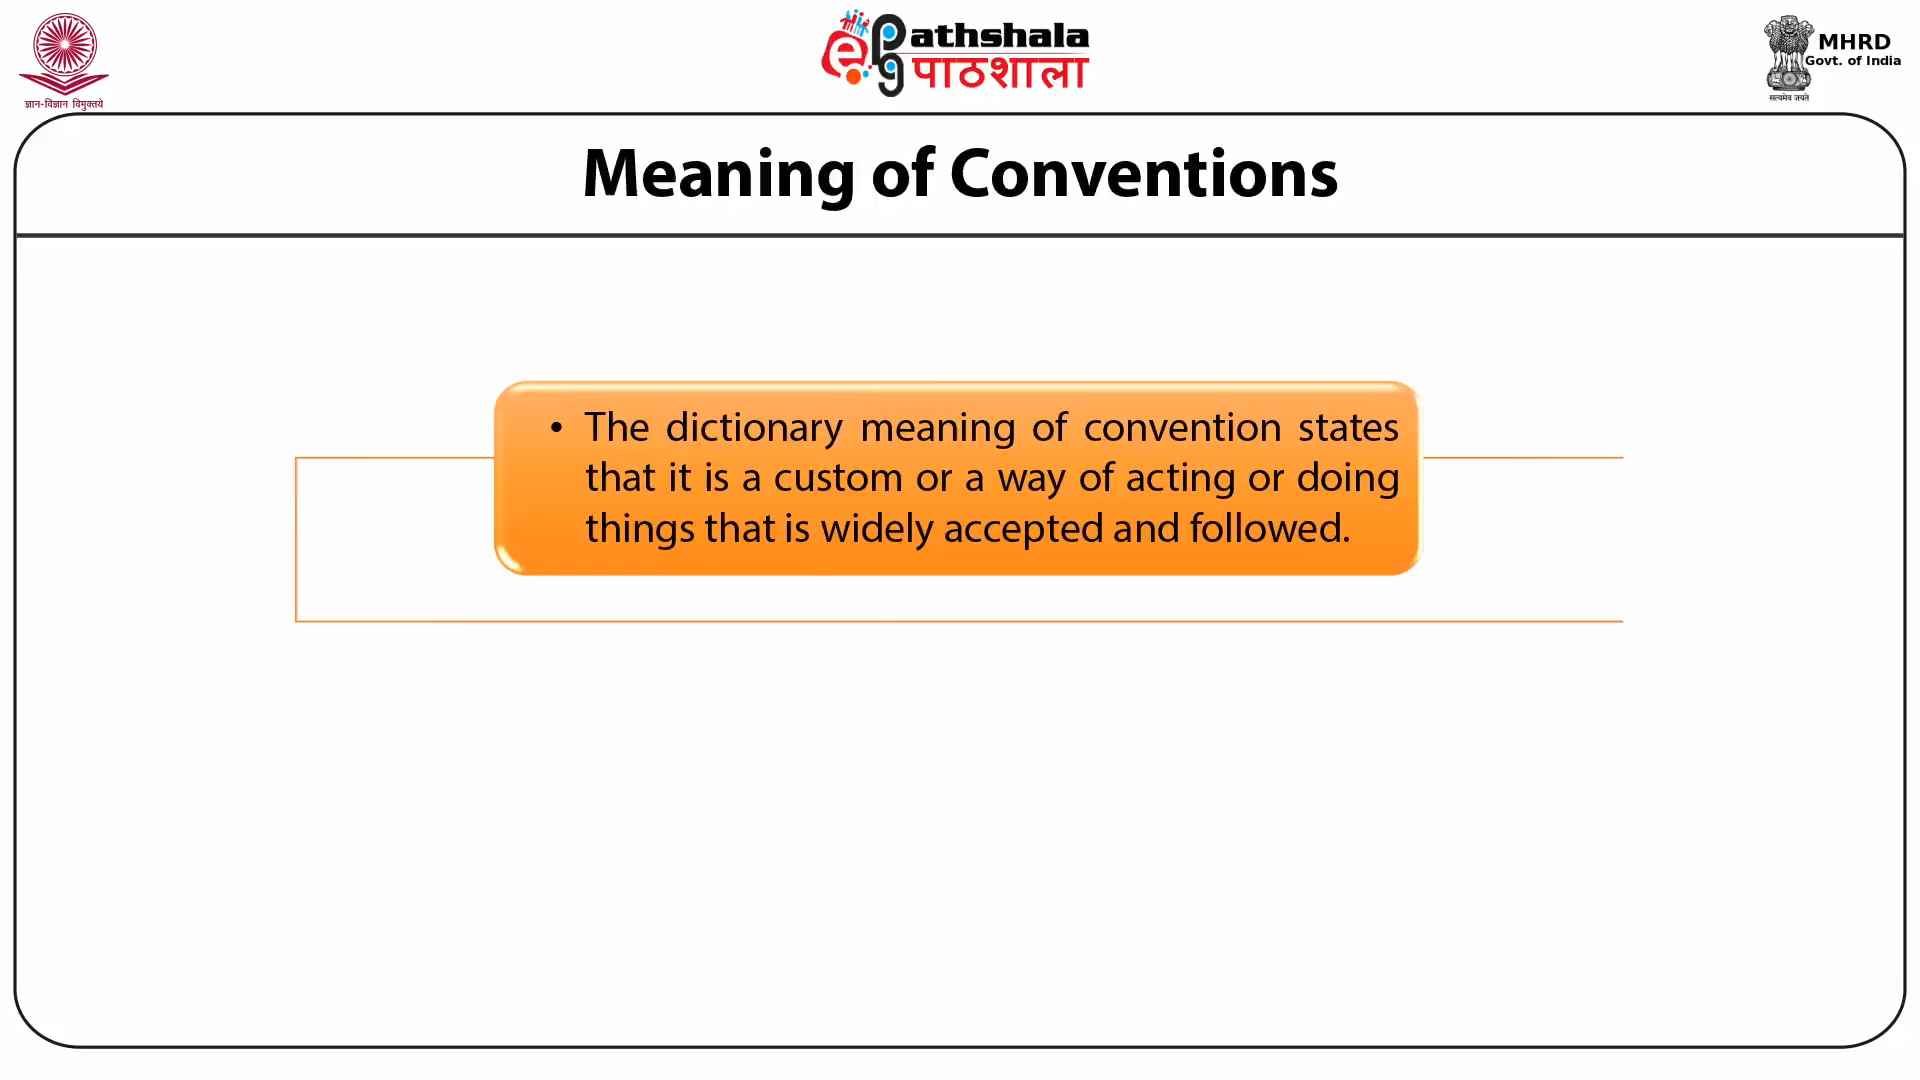 ज्ञान-विज्ञान विमुक्तये
ePGathshala
पाठशाला
MHRD
Govt. of India
सत्यमेव जयते
Meaning of Conventions
• The dictionary meaning of convention states
that it is a custom or a way of acting or doing
things that is widely accepted and followed.